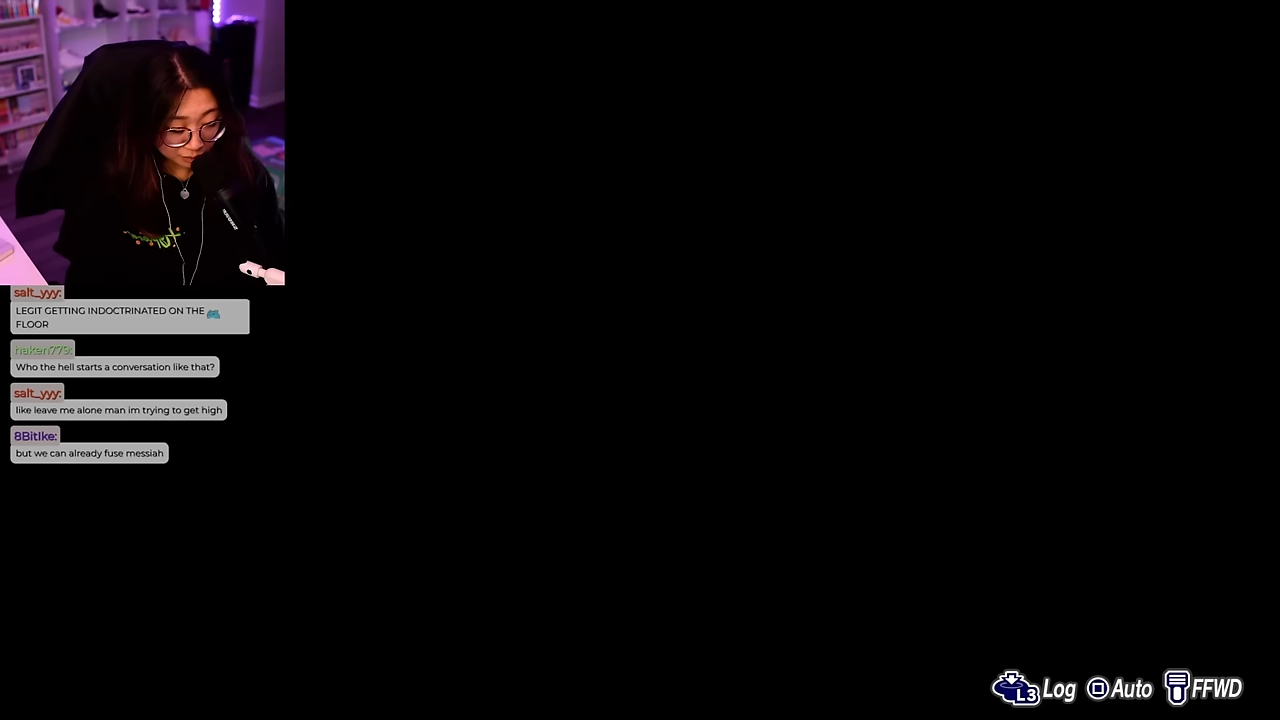 salt_yyy:
LEGIT GETTING INDOCTRINATED ON THE
FLOOR
haken779:
Who the hell starts a conversation like that?
salt_yyy:
like leave me alone man im trying to get high
8BitIke:
but we can already fuse messiah
L3 Log Auto FFWD